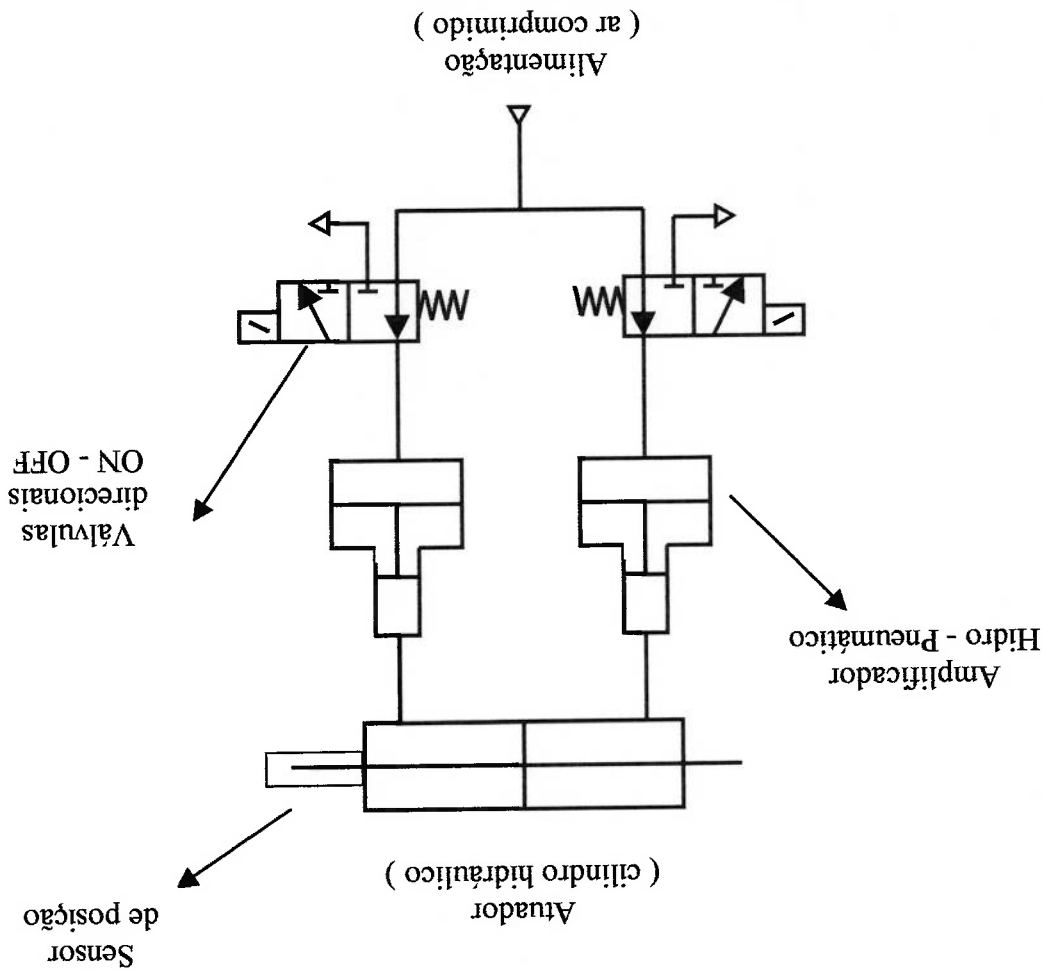 Sensor
de posição
Atuador
( cilindro hidráulico )
Amplificador
Hidro - Pneumático
Válvulas
direcionais
ON - OFF
Alimentação
( ar comprimido )